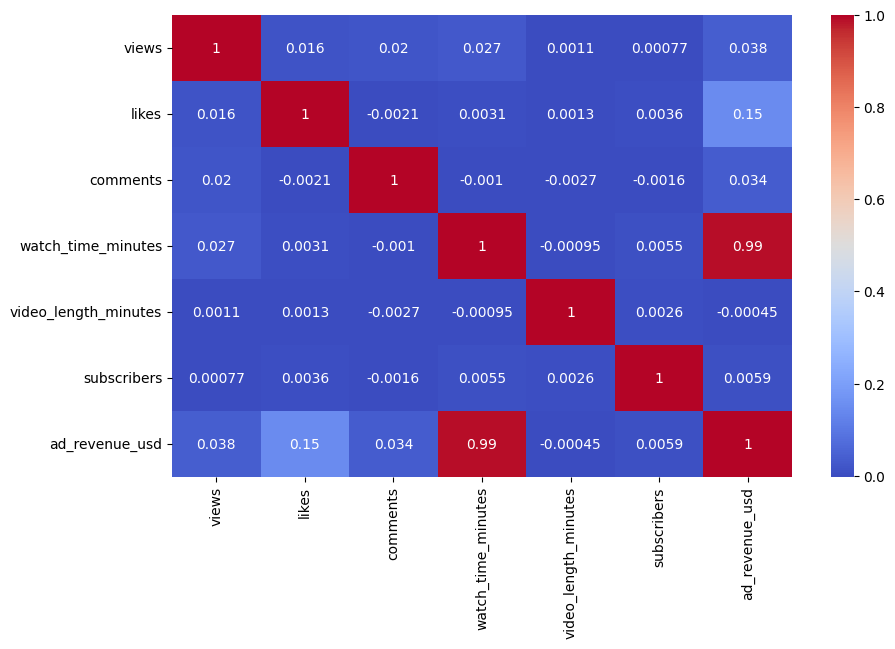 views 1 0.016 0.02 0.027 0.0011 0.00077 0.038
likes 0.016 1 -0.0021 0.0031 0.0013 0.0036 0.15
comments 0.02 -0.0021 1 -0.001 -0.0027 -0.0016 0.034
watch_time_minutes 0.027 0.0031 -0.001 1 -0.00095 0.0055 0.99
video_length_minutes 0.0011 0.0013 -0.0027 -0.00095 1 0.0026 -0.00045
subscribers 0.00077 0.0036 -0.0016 0.0055 0.0026 1 0.0059
ad_revenue_usd 0.038 0.15 0.034 0.99 -0.00045 0.0059 1
views
likes
comments
watch_time_minutes
video_length_minutes
subscribers
ad_revenue_usd
1.0
0.8
0.6
0.4
0.2
0.0